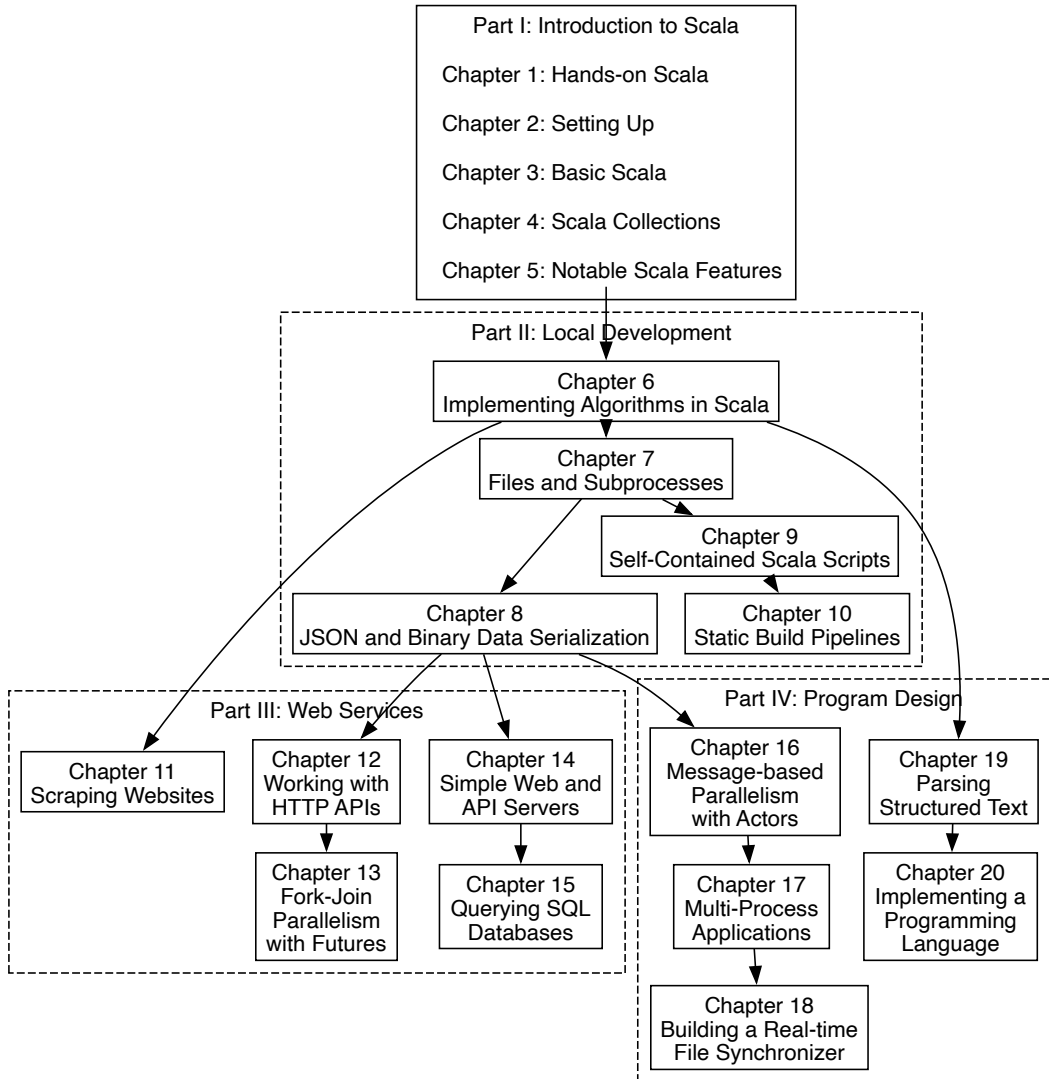 Part I: Introduction to Scala
Chapter 1: Hands-on Scala
Chapter 2: Setting Up
Chapter 3: Basic Scala
Chapter 4: Scala Collections
Chapter 5: Notable Scala Features
Part II: Local Development
Chapter 6
Implementing Algorithms in Scala
Chapter 7
Files and Subprocesses
Chapter 9
Self-Contained Scala Scripts
Chapter 8
JSON and Binary Data Serialization
Chapter 10
Static Build Pipelines
Part III: Web Services
Chapter 11
Scraping Websites
Chapter 12
Working with
HTTP APIs
Chapter 14
Simple Web and
API Servers
Chapter 13
Fork-Join
Parallelism
with Futures
Chapter 15
Querying SQL
Databases
Part IV: Program Design
Chapter 16
Message-based
Parallelism
with Actors
Chapter 19
Parsing
Structured Text
Chapter 17
Multi-Process
Applications
Chapter 20
Implementing a
Programming
Language
Chapter 18
Building a Real-time
File Synchronizer